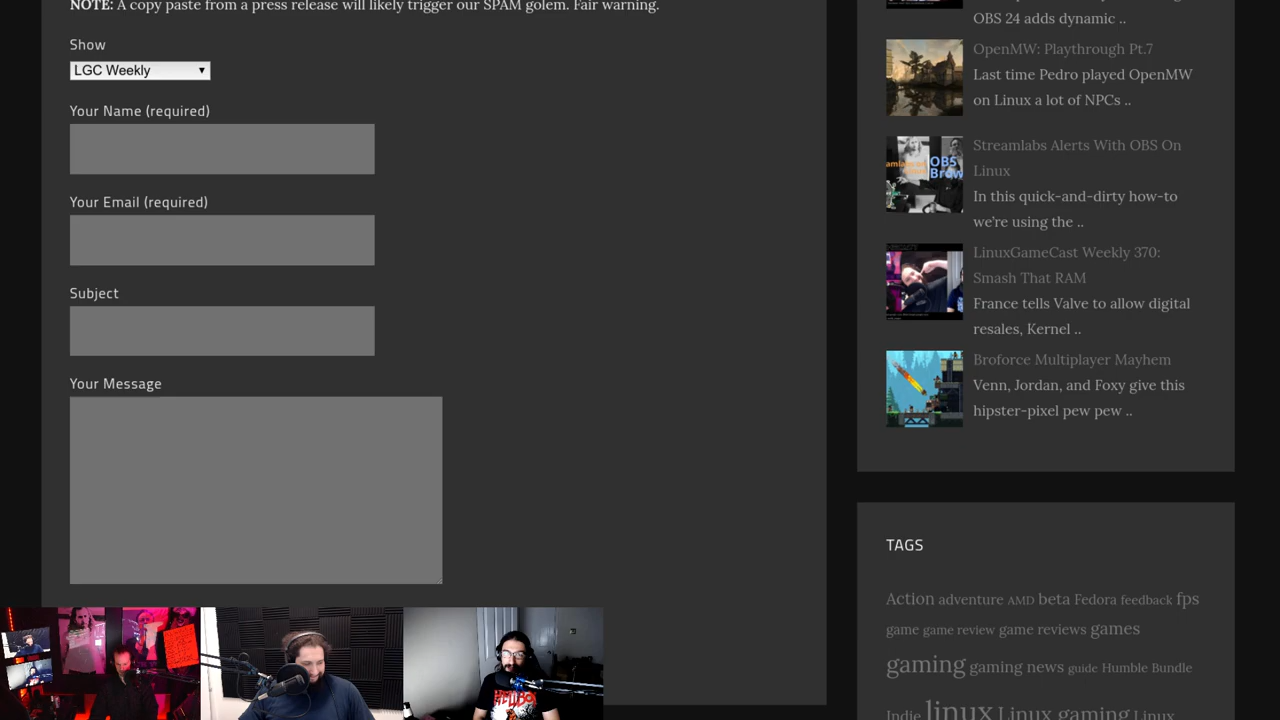 NOTE: A copy paste from a press release will likely trigger our SPAM golem. Fair warning.
Show
LGC Weekly
Your Name (required)
Your Email (required)
Subject
Your Message
OBS 24 adds dynamic ..
OpenMW: Playthrough Pt.7
Last time Pedro played OpenMW
on Linux a lot of NPCs ..
Streamlabs Alerts With OBS On
Linux
In this quick-and-dirty how-to
we're using the ..
LinuxGameCast Weekly 370:
Smash That RAM
France tells Valve to allow digital
resales, Kernel ..
Broforce Multiplayer Mayhem
Venn, Jordan, and Foxy give this
hipster-pixel pew pew ..
TAGS
Action adventure AMD beta Fedora feedback fps
game game review game reviews games
gaming gaming news guide Humble Bundle
Indie linux Linux gaming Linux
OBS
HELLBOY